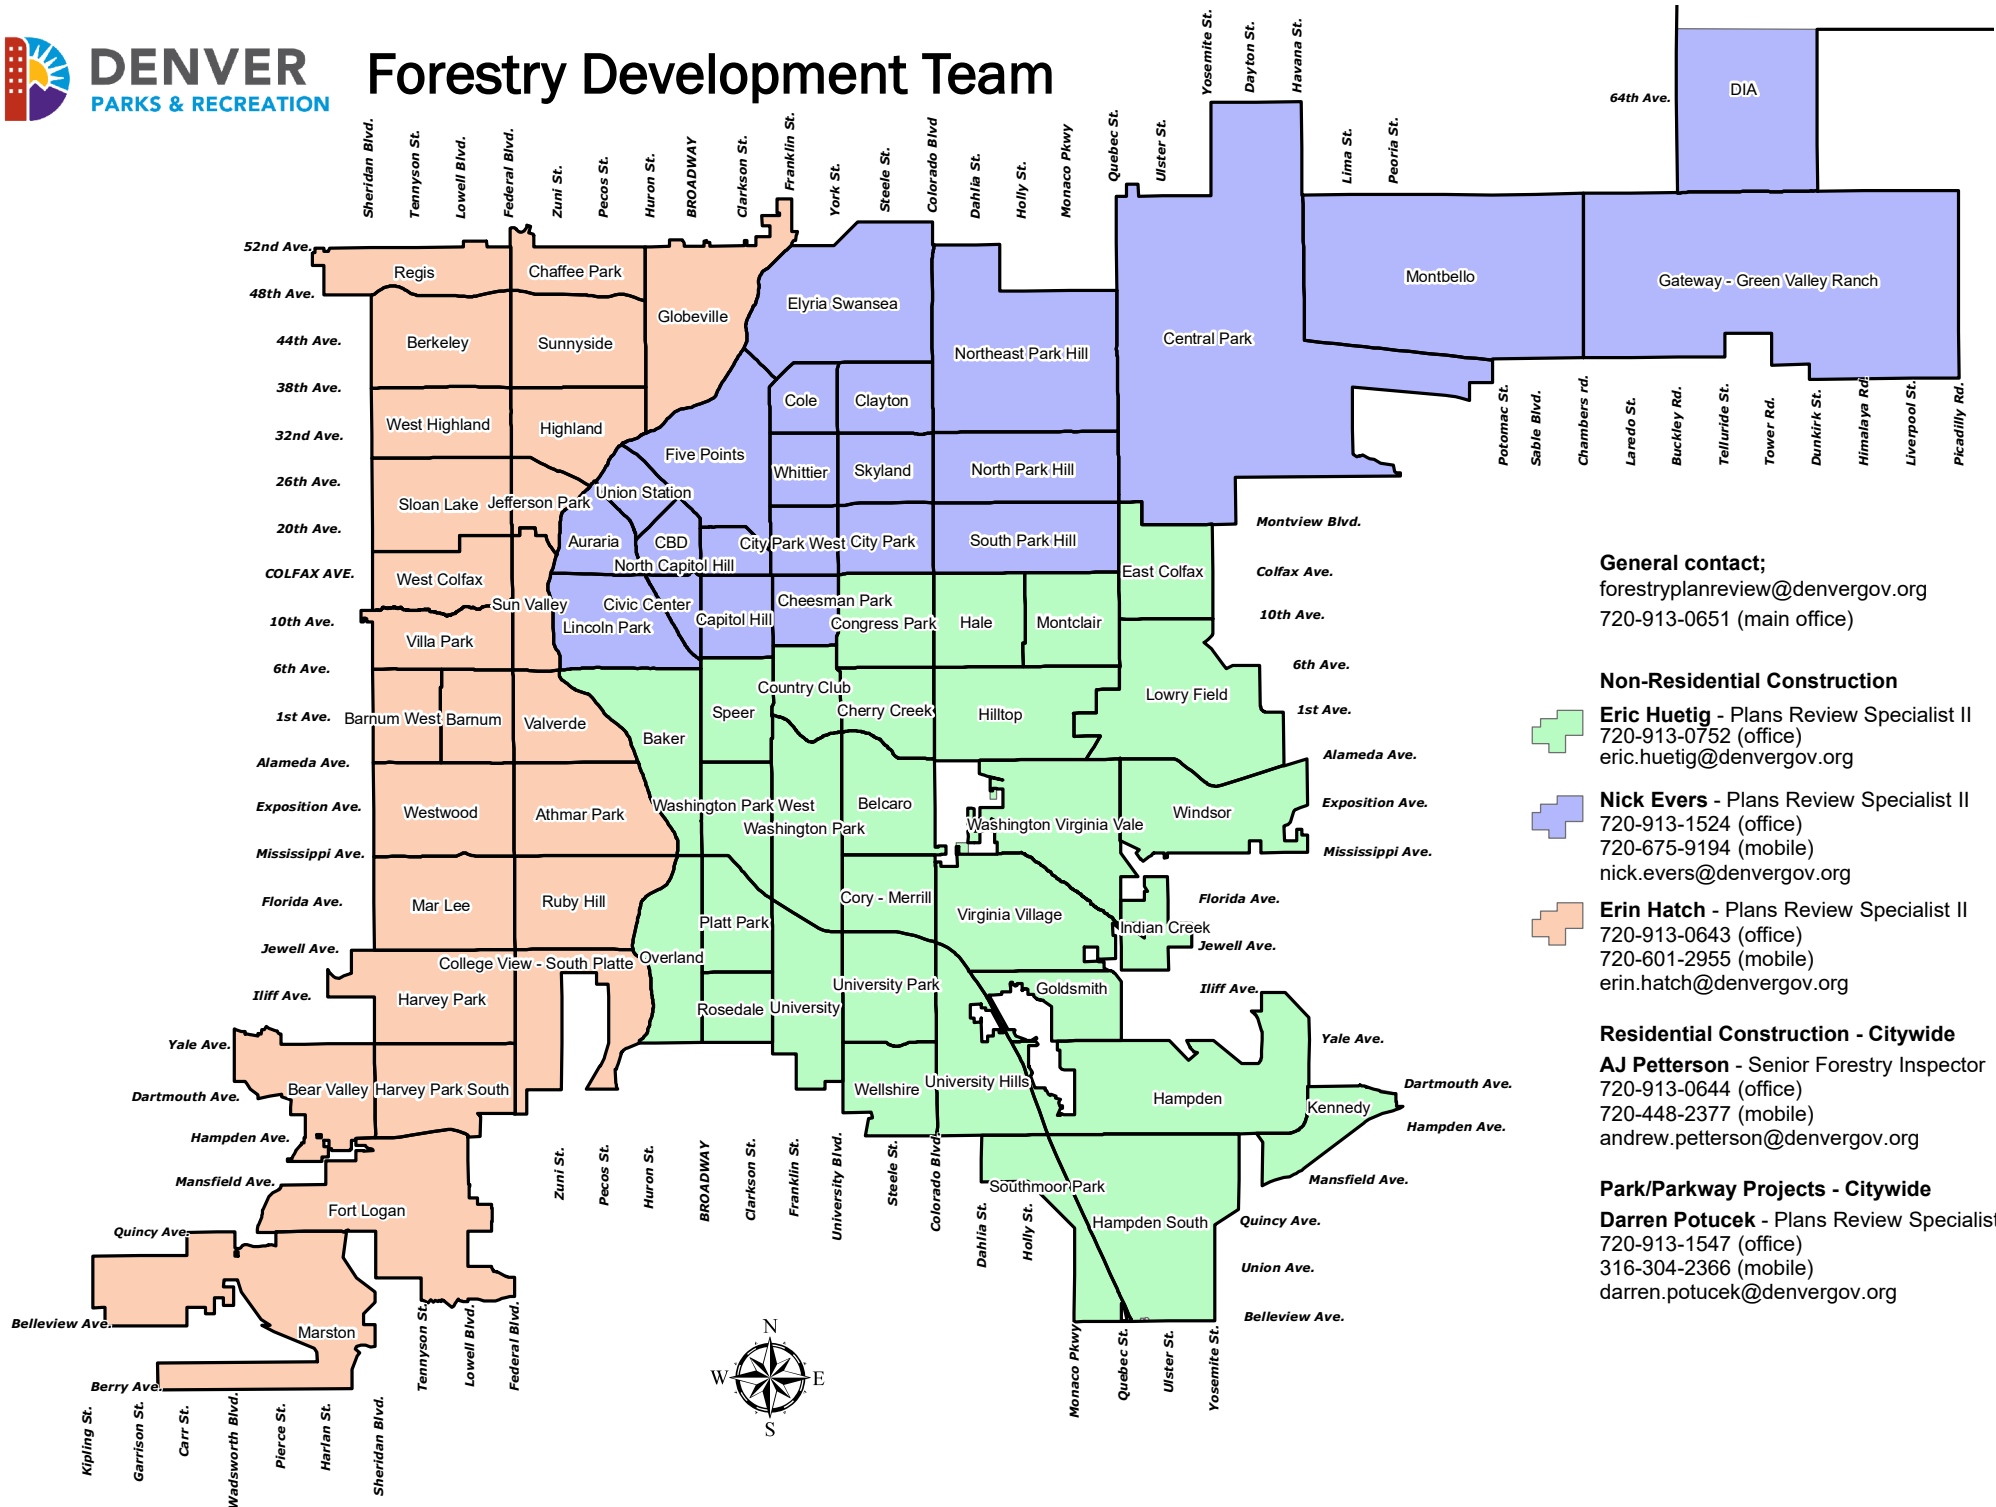 DENVER
PARKS & RECREATION
Forestry Development Team
Sheridan Blvd.
Tennyson St.
Lowell Blvd.
Federal Blvd.
Zuni St.
Pecos St.
Huron St.
BROADWAY
Clarkson St.
Franklin St.
York St.
Steele St.
Colorado Blvd
Dahlia St.
Holly St.
Monaco Pkwy
Quebec St.
Ulster St.
Yosemite St.
Dayton St.
Havana St.
Lima St.
Peoria St.
64th Ave.
DIA
52nd Ave.
48th Ave.
44th Ave.
38th Ave.
32nd Ave.
26th Ave.
20th Ave.
COLFAX AVE.
10th Ave.
6th Ave.
1st Ave.
Alameda Ave.
Exposition Ave.
Mississippi Ave.
Florida Ave.
Jewell Ave.
Iliff Ave.
Yale Ave.
Dartmouth Ave.
Hampden Ave.
Mansfield Ave.
Quincy Ave.
Belleview Ave.
Berry Ave.
Regis
Chaffee Park
Globeville
Elyria Swansea
Berkeley
Sunnyside
Northeast Park Hill
Central Park
Montbello
Gateway - Green Valley Ranch
West Highland
Highland
Cole
Clayton
Five Points
Whittier
Skyland
North Park Hill
Sloan Lake
Jefferson Park
Union Station
Auraria
CBD
City Park West
City Park
South Park Hill
North Capitol Hill
West Colfax
East Colfax
Sun Valley
Civic Center
Lincoln Park
Capitol Hill
Cheesman Park
Congress Park
Hale
Montclair
Villa Park
Barnum West
Barnum
Valverde
Baker
Speer
Country Club
Cherry Creek
Hilltop
Lowry Field
Westwood
Athmar Park
Washington Park West
Washington Park
Belcaro
Washington Virginia Vale
Windsor
Mar Lee
Ruby Hill
Platt Park
Cory - Merrill
Virginia Village
Indian Creek
College View - South Platte
Overland
Harvey Park
Rosedale
University
University Park
Goldsmith
Bear Valley
Harvey Park South
Wellshire
University Hills
Hampden
Kennedy
Fort Logan
Southmoor Park
Hampden South
Marston
Potomac St.
Sable Blvd.
Chambers rd.
Laredo St.
Buckley Rd.
Telluride St.
Tower Rd.
Dunkirk St.
Himalaya Rd.
Liverpool St.
Picadilly Rd.
Montview Blvd.
Colfax Ave.
10th Ave.
6th Ave.
1st Ave.
Alameda Ave.
Exposition Ave.
Mississippi Ave.
Florida Ave.
Jewell Ave.
Iliff Ave.
Yale Ave.
Dartmouth Ave.
Hampden Ave.
Mansfield Ave.
Quincy Ave.
Union Ave.
Belleview Ave.
Zuni St.
Pecos St.
Huron St.
BROADWAY
Clarkson St.
Franklin St.
University Blvd.
Steele St.
Colorado Blvd.
Dahlia St.
Holly St.
Monaco Pkwy
Quebec St.
Ulster St.
Yosemite St.
Kipling St.
Garrison St.
Carr St.
Wadsworth Blvd.
Pierce St.
Harlan St.
Sheridan Blvd.
Tennyson St.
Lowell Blvd.
Federal Blvd.
N
W
E
S
General contact;
forestryplanreview@denvergov.org
720-913-0651 (main office)
Non-Residential Construction
Eric Huetig - Plans Review Specialist II
720-913-0752 (office)
eric.huetig@denvergov.org
Nick Evers - Plans Review Specialist II
720-913-1524 (office)
720-675-9194 (mobile)
nick.evers@denvergov.org
Erin Hatch - Plans Review Specialist II
720-913-0643 (office)
720-601-2955 (mobile)
erin.hatch@denvergov.org
Residential Construction - Citywide
AJ Petterson - Senior Forestry Inspector
720-913-0644 (office)
720-448-2377 (mobile)
andrew.petterson@denvergov.org
Park/Parkway Projects - Citywide
Darren Potucek - Plans Review Specialist
720-913-1547 (office)
316-304-2366 (mobile)
darren.potucek@denvergov.org